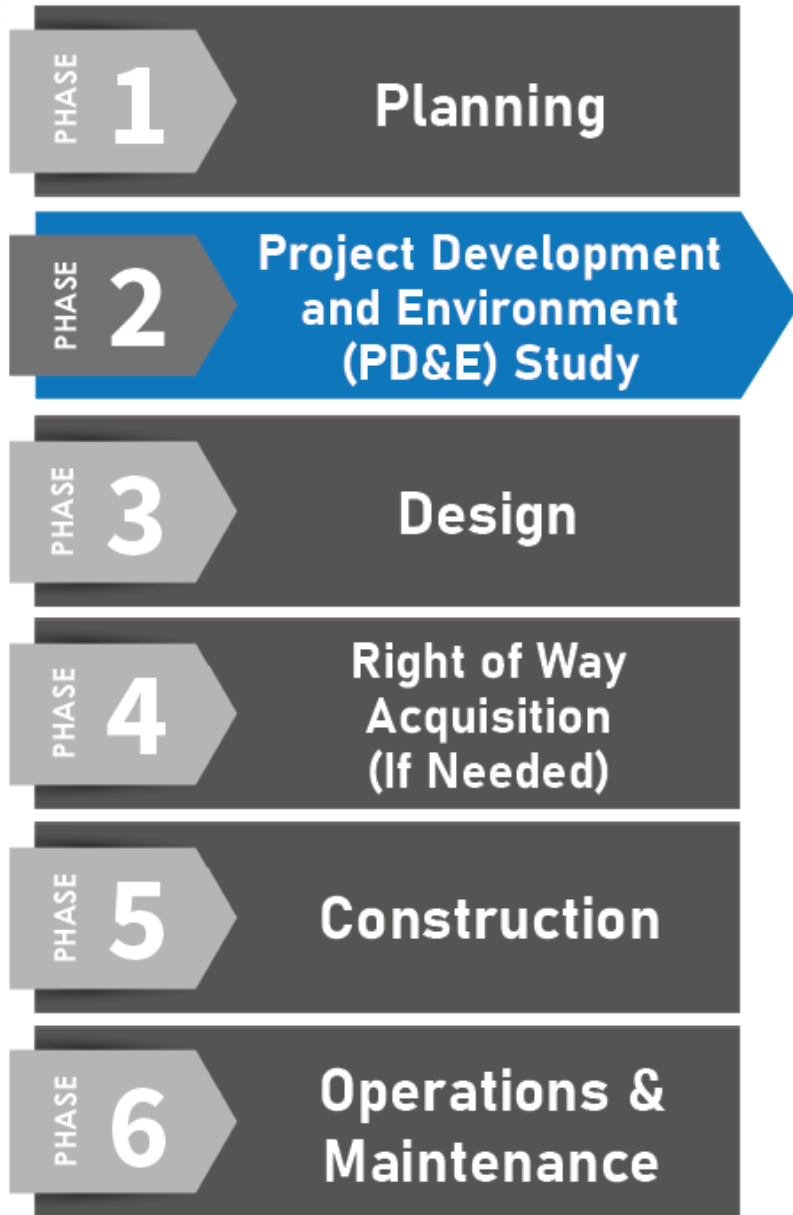 PHASE 1
Planning
PHASE 2
Project Development
and Environment
(PD&E) Study
PHASE 3
Design
PHASE 4
Right of Way
Acquisition
(If Needed)
PHASE 5
Construction
PHASE 6
Operations &
Maintenance